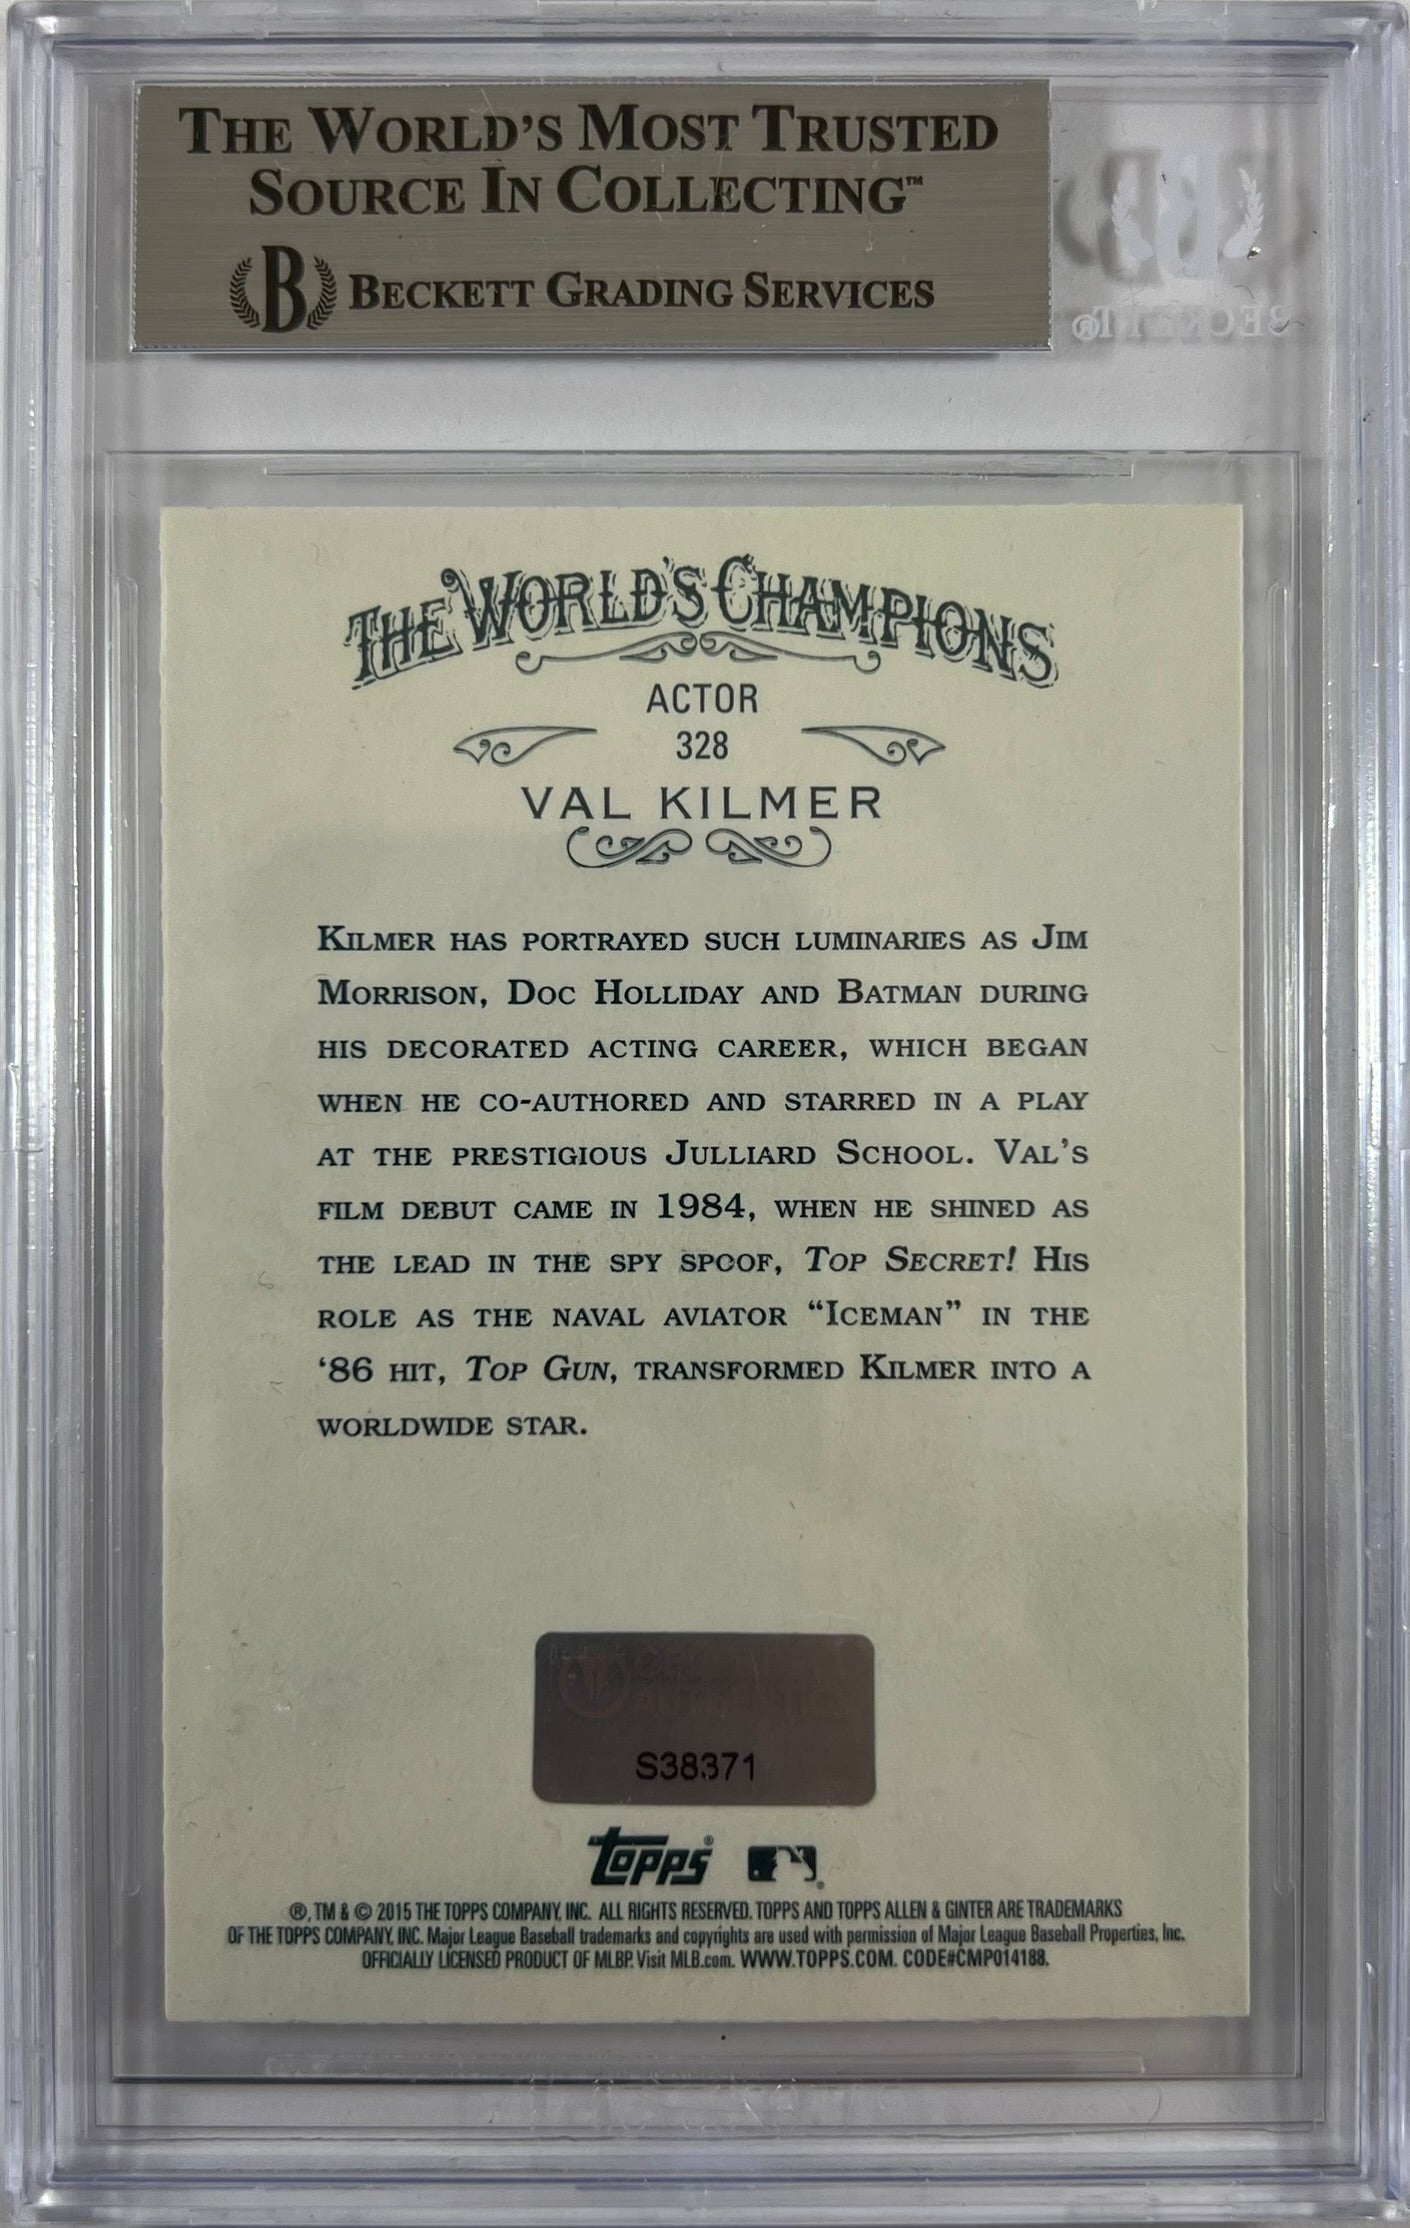 THE WORLD'S MOST TRUSTED
SOURCE IN COLLECTING™
B BECKETT GRADING SERVICES
BECKETT®
THE WORLD'S CHAMPIONS
ACTOR
328
VAL KILMER
KILMER HAS PORTRAYED SUCH LUMINARIES AS JIM
MORRISON, DOC HOLLIDAY AND BATMAN DURING
HIS DECORATED ACTING CAREER, WHICH BEGAN
WHEN HE CO-AUTHORED AND STARRED IN A PLAY
AT THE PRESTIGIOUS JULLIARD SCHOOL. VAL'S
FILM DEBUT CAME IN 1984, WHEN HE SHINED AS
THE LEAD IN THE SPY SPOOF, TOP SECRET! HIS
ROLE AS THE NAVAL AVIATOR “ICEMAN” IN THE
‘86 HIT, TOP GUN, TRANSFORMED KILMER INTO A
WORLDWIDE STAR.
S38371
topps®
®, TM & © 2015 THE TOPPS COMPANY, INC. ALL RIGHTS RESERVED. TOPPS AND TOPPS ALLEN & GINTER ARE TRADEMARKS
OF THE TOPPS COMPANY, INC. Major League Baseball trademarks and copyrights are used with permission of Major League Baseball Properties, Inc.
OFFICIALLY LICENSED PRODUCT OF MLBP. Visit MLB.com. WWW.TOPPS.COM. CODE#CMP014188.